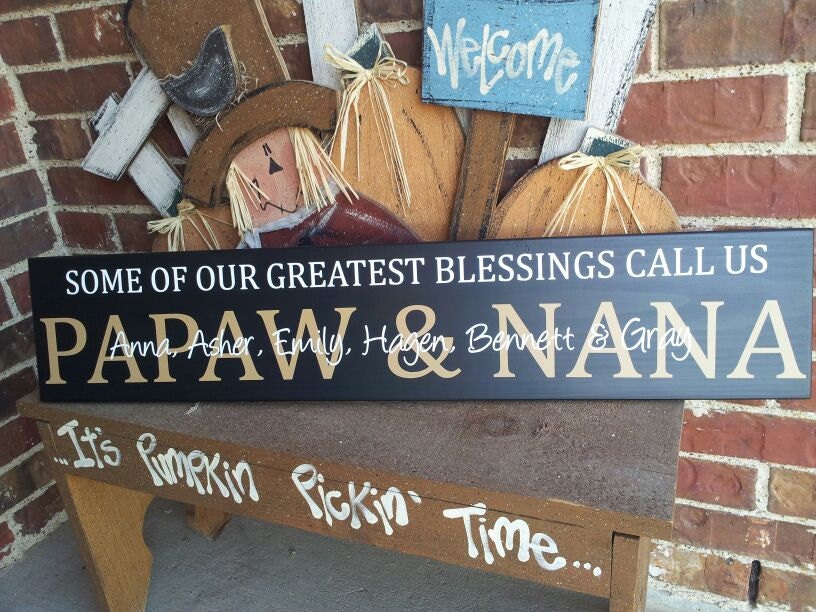 Welcome
SOME OF OUR GREATEST BLESSINGS CALL US
PAPAW & NANA
Anna, Asher, Emily, Hagen, Bennett & Gray
...It's Pumpkin Pickin' Time...